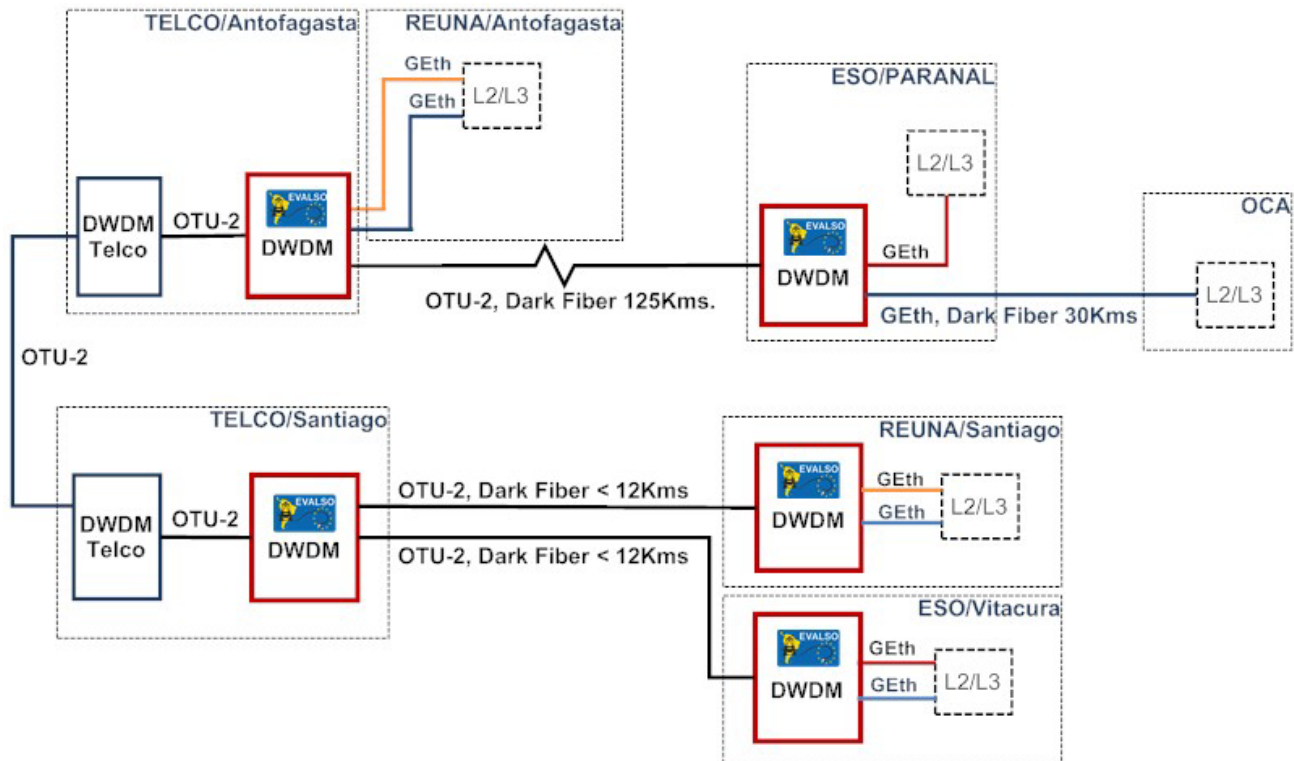 TELCO/Antofagasta
REUNA/Antofagasta
GEth
GEth
L2/L3
ESO/PARANAL
L2/L3
OCA
DWDM
Telco
OTU-2
EVALSO
DWDM
EVALSO
DWDM
GEth
L2/L3
OTU-2, Dark Fiber 125Kms.
GEth, Dark Fiber 30Kms
OTU-2
TELCO/Santiago
REUNA/Santiago
DWDM
Telco
OTU-2
EVALSO
DWDM
OTU-2, Dark Fiber < 12Kms
OTU-2, Dark Fiber < 12Kms
EVALSO
DWDM
GEth
GEth
L2/L3
ESO/Vitacura
EVALSO
DWDM
GEth
GEth
L2/L3